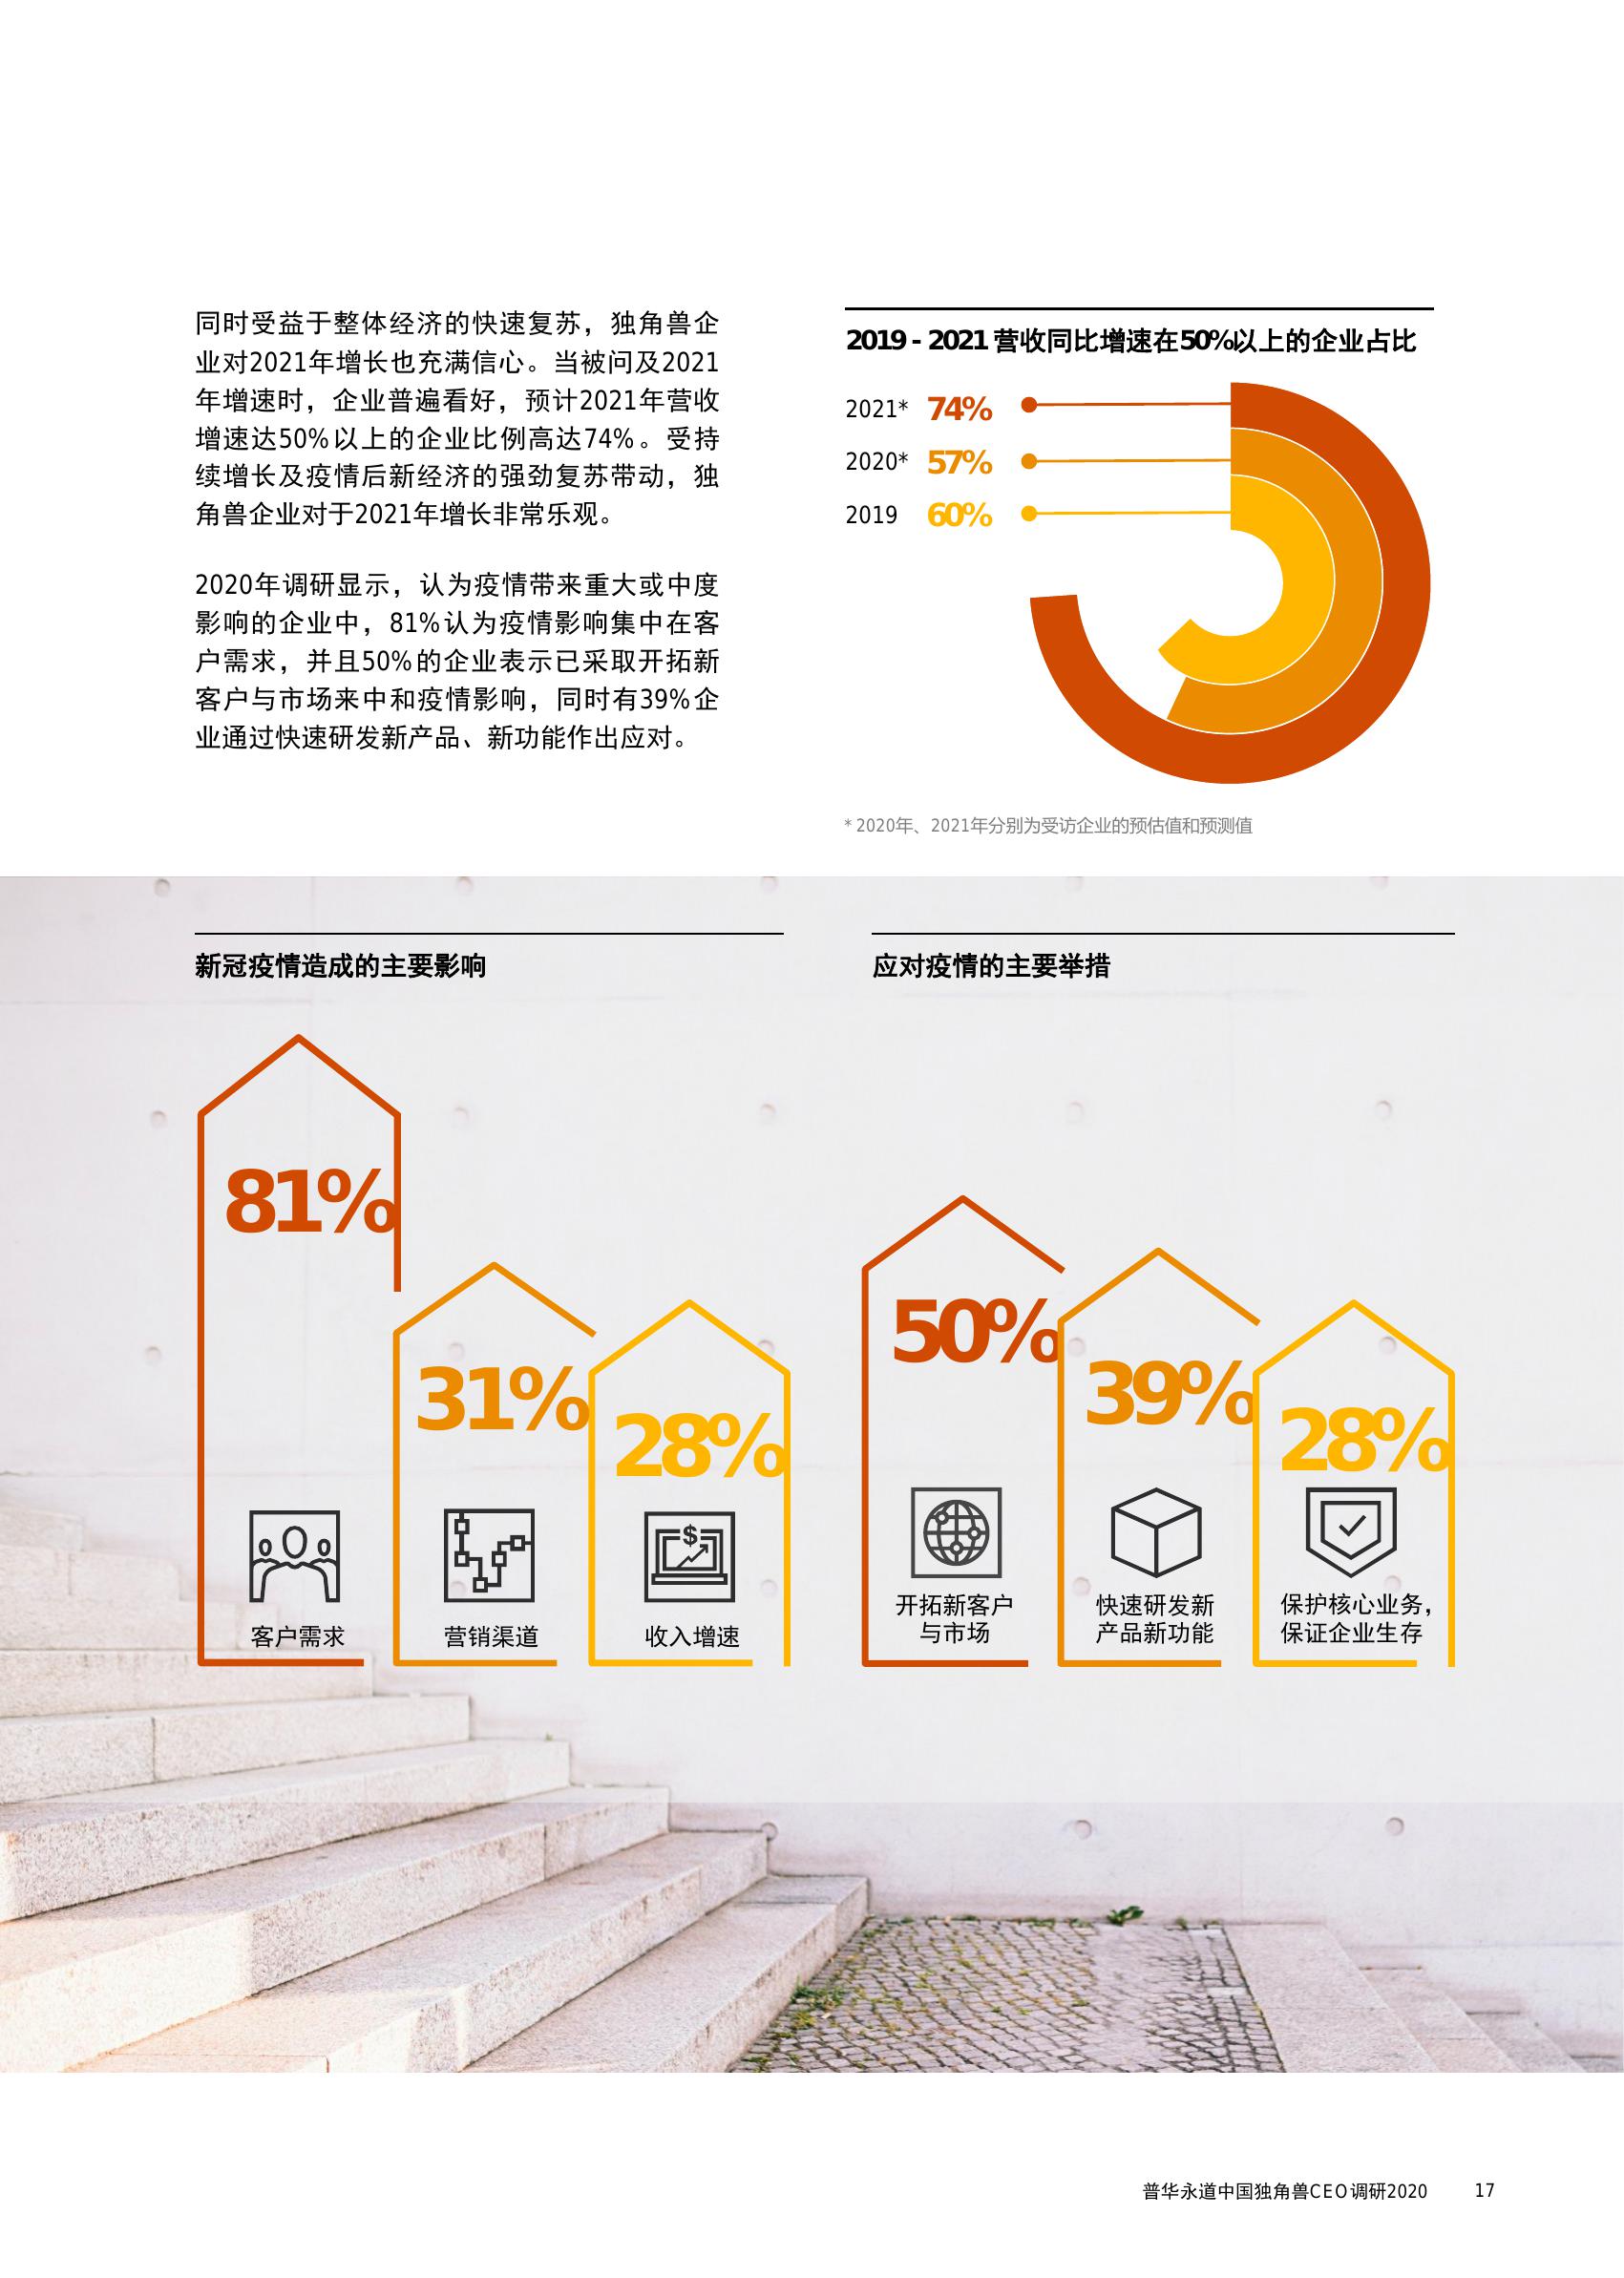 同时受益于整体经济的快速复苏，独角兽企
业对2021年增长也充满信心。当被问及2021
年增速时，企业普遍看好，预计2021年营收
增速达50%以上的企业比例高达74%。受持
续增长及疫情后新经济的强劲复苏带动，独
角兽企业对于2021年增长非常乐观。
2020年调研显示，认为疫情带来重大或中度
影响的企业中，81%认为疫情影响集中在客
户需求，并且50%的企业表示已采取开拓新
客户与市场来中和疫情影响，同时有39%企
业通过快速研发新产品、新功能作出应对。
2019 - 2021 营收同比增速在50%以上的企业占比
2021* 74%
2020* 57%
2019 60%
* 2020年、2021年分别为受访企业的预估值和预测值
新冠疫情造成的主要影响
81%
客户需求
31%
营销渠道
28%
$
收入增速
应对疫情的主要举措
50%
开拓新客户
与市场
39%
快速研发新
产品新功能
28%
保护核心业务，
保证企业生存
普华永道中国独角兽CEO调研2020 17